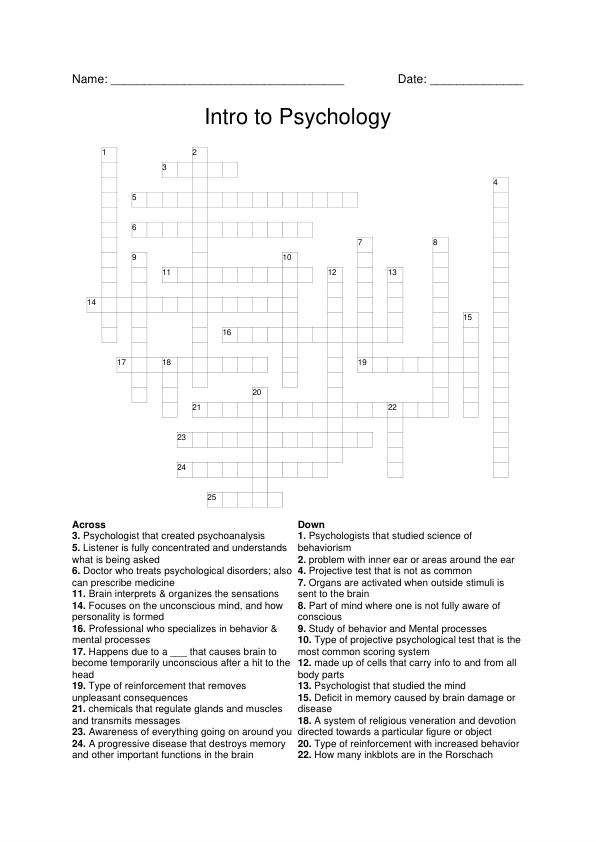 Name: ___________________________________ Date: ______________
Intro to Psychology
1 2
3
4
5
6
7 8
9 10
11 12 13
14
15
16
17 18 19
20
21 22
23
24
25
Across
3. Psychologist that created psychoanalysis
5. Listener is fully concentrated and understands
what is being asked
6. Doctor who treats psychological disorders; also
can prescribe medicine
11. Brain interprets & organizes the sensations
14. Focuses on the unconscious mind, and how
personality is formed
16. Professional who specializes in behavior &
mental processes
17. Happens due to a ___ that causes brain to
become temporarily unconscious after a hit to the
head
19. Type of reinforcement that removes
unpleasant consequences
21. chemicals that regulate glands and muscles
and transmits messages
23. Awareness of everything going on around you
24. A progressive disease that destroys memory
and other important functions in the brain
Down
1. Psychologists that studied science of
behaviorism
2. problem with inner ear or areas around the ear
4. Projective test that is not as common
7. Organs are activated when outside stimuli is
sent to the brain
8. Part of mind where one is not fully aware of
conscious
9. Study of behavior and Mental processes
10. Type of projective psychological test that is the
most common scoring system
12. made up of cells that carry info to and from all
body parts
13. Psychologist that studied the mind
15. Deficit in memory caused by brain damage or
disease
18. A system of religious veneration and devotion
directed towards a particular figure or object
20. Type of reinforcement with increased behavior
22. How many inkblots are in the Rorschach